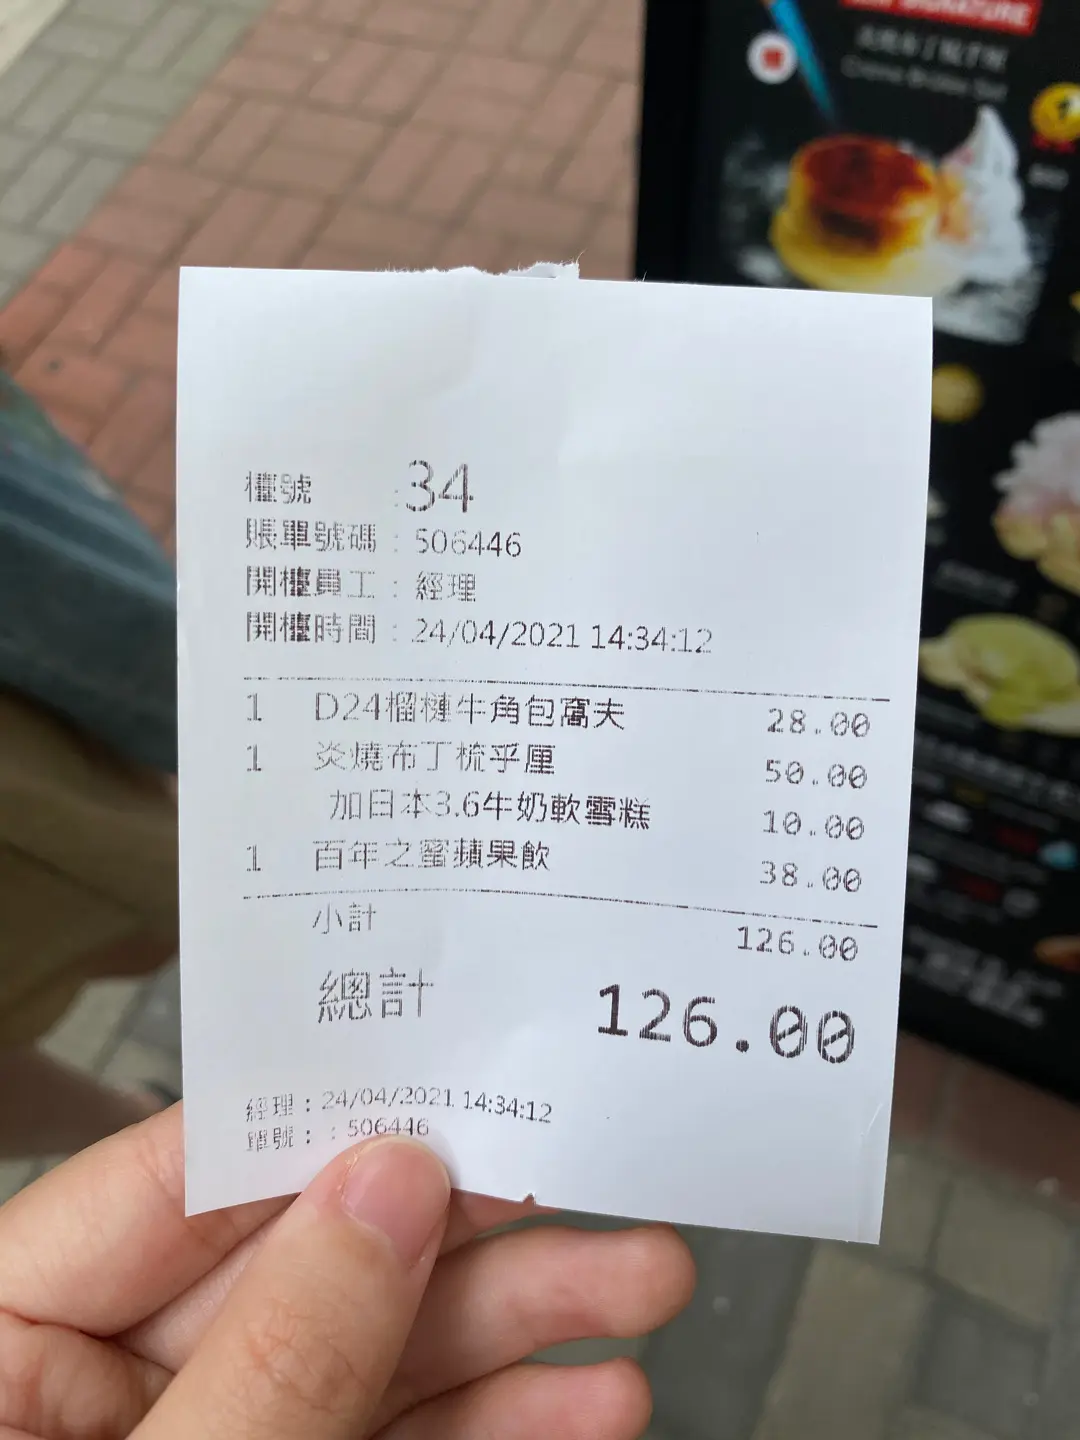 SIGNATURE
檯號 :34
賬單號碼 : 506446
開檯員工 : 經理
開檯時間 : 24/04/2021 14:34:12
1 D24榴槤牛角包窩夫 28.00
1 炎燒布丁梳乎厘 50.00
加日本3.6牛奶軟雪糕 10.00
1 百年之蜜蘋果飲 38.00
小計 126.00
總計 126.00
經理 : 24/04/2021 14:34:12
單號 : : 506446